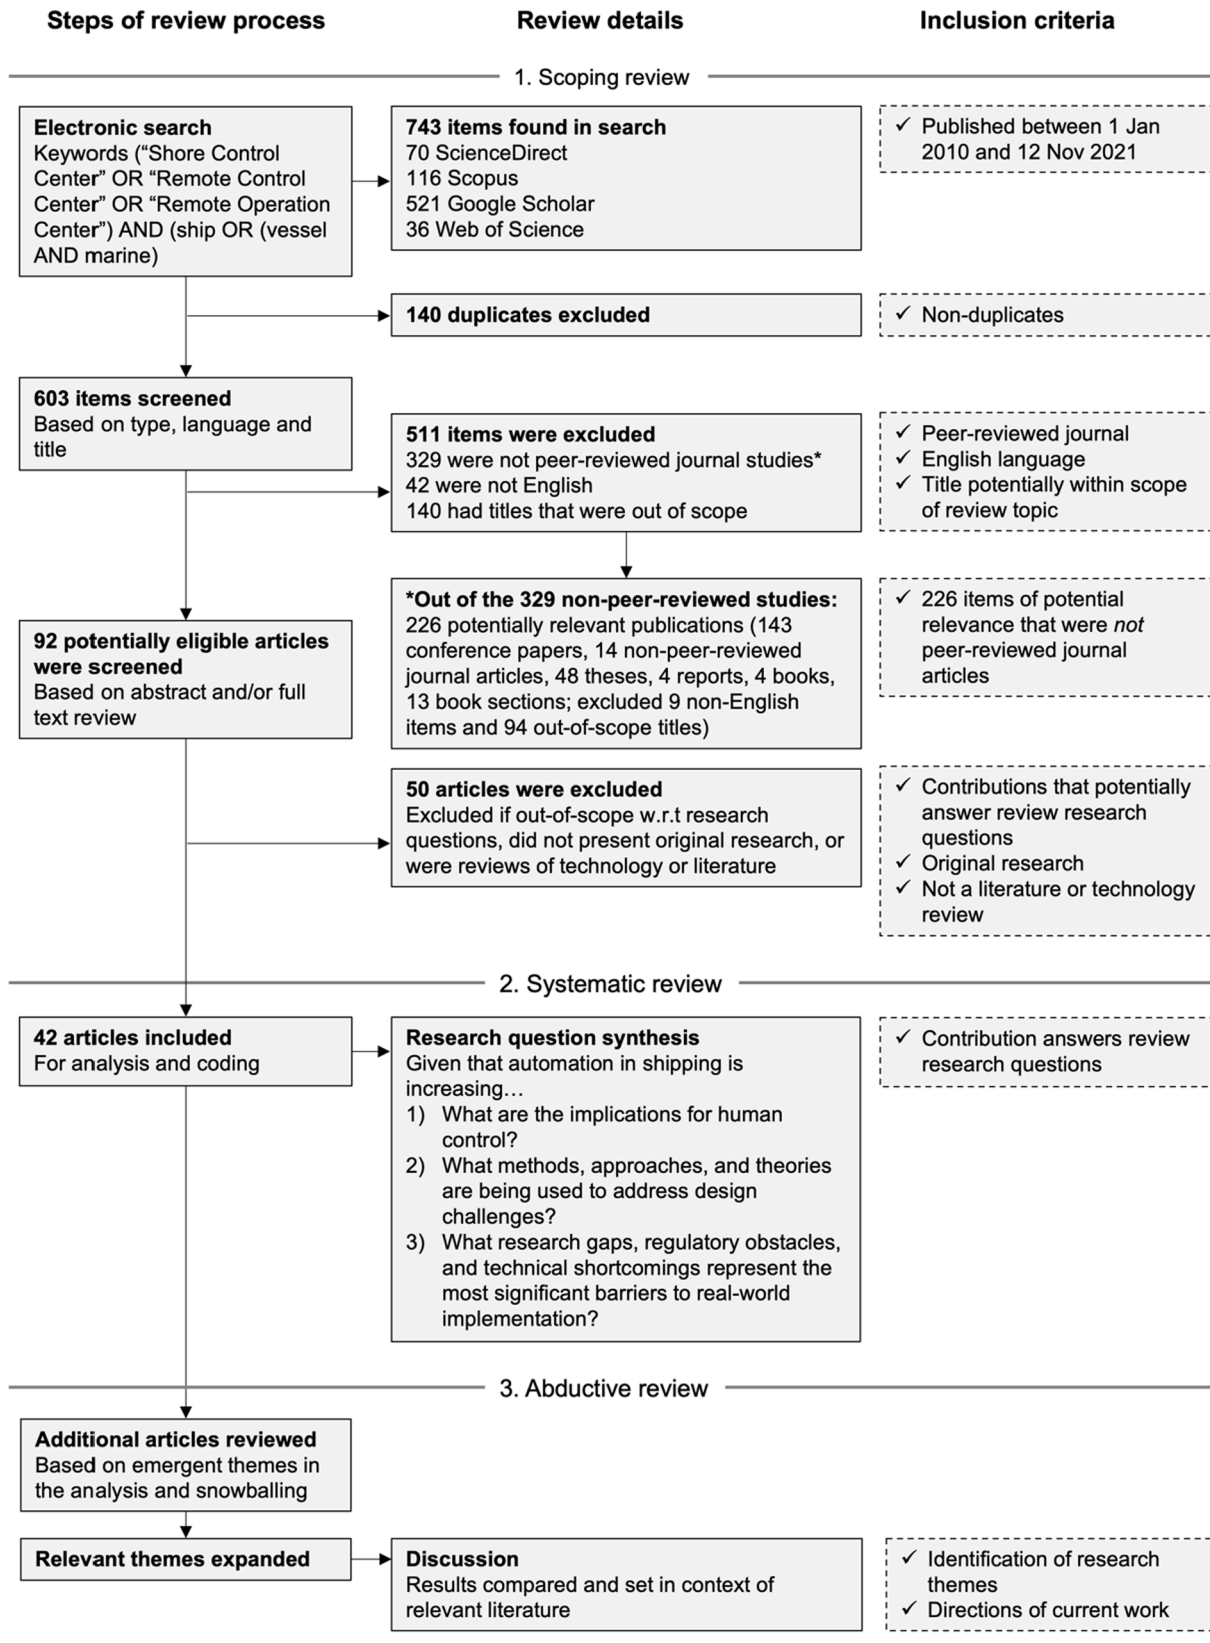 Steps of review process
Review details
Inclusion criteria
1. Scoping review
Electronic search
Keywords (“Shore Control
Center” OR “Remote Control
Center” OR “Remote Operation
Center”) AND (ship OR (vessel
AND marine)
743 items found in search
70 ScienceDirect
116 Scopus
521 Google Scholar
36 Web of Science
✓ Published between 1 Jan
2010 and 12 Nov 2021
140 duplicates excluded
✓ Non-duplicates
603 items screened
Based on type, language and
title
511 items were excluded
329 were not peer-reviewed journal studies*
42 were not English
140 had titles that were out of scope
✓ Peer-reviewed journal
✓ English language
✓ Title potentially within scope
of review topic
*Out of the 329 non-peer-reviewed studies:
226 potentially relevant publications (143
conference papers, 14 non-peer-reviewed
journal articles, 48 theses, 4 reports, 4 books,
13 book sections; excluded 9 non-English
items and 94 out-of-scope titles)
✓ 226 items of potential
relevance that were not
peer-reviewed journal
articles
92 potentially eligible articles
were screened
Based on abstract and/or full
text review
50 articles were excluded
Excluded if out-of-scope w.r.t research
questions, did not present original research, or
were reviews of technology or literature
✓ Contributions that potentially
answer review research
questions
✓ Original research
✓ Not a literature or technology
review
2. Systematic review
42 articles included
For analysis and coding
Research question synthesis
Given that automation in shipping is
increasing…
1) What are the implications for human
control?
2) What methods, approaches, and theories
are being used to address design
challenges?
3) What research gaps, regulatory obstacles,
and technical shortcomings represent the
most significant barriers to real-world
implementation?
✓ Contribution answers review
research questions
3. Abductive review
Additional articles reviewed
Based on emergent themes in
the analysis and snowballing
Relevant themes expanded
Discussion
Results compared and set in context of
relevant literature
✓ Identification of research
themes
✓ Directions of current work